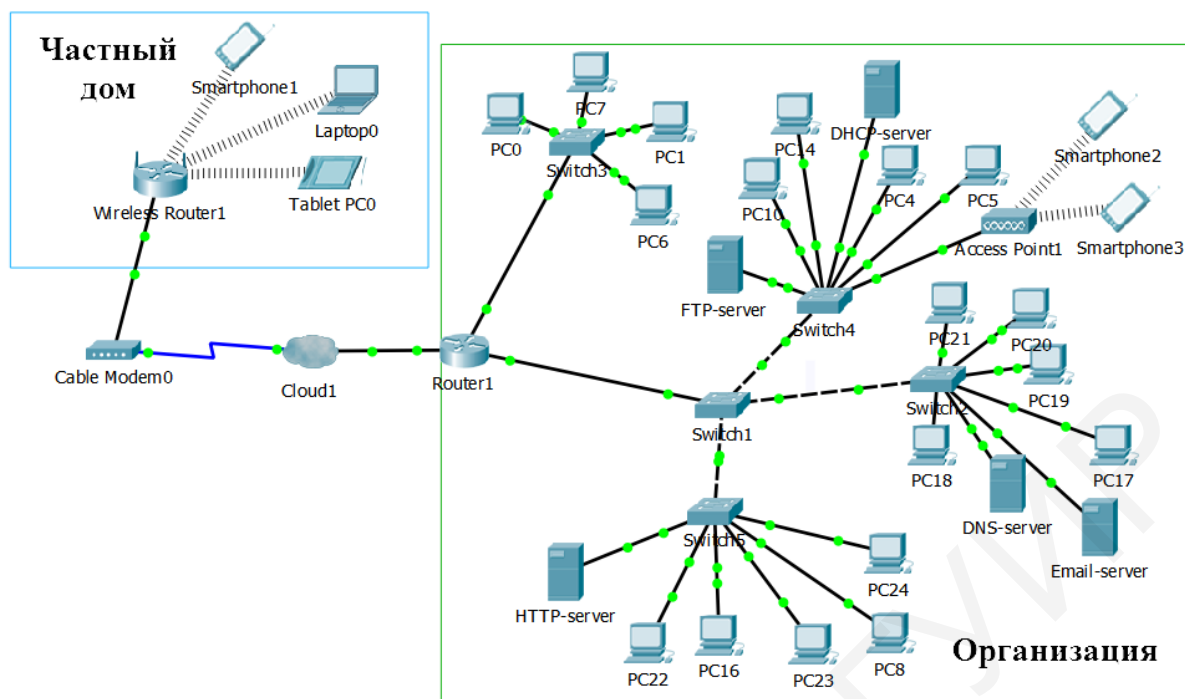 Частный
дом
Smartphone1
Laptop0
Wireless Router1
Tablet PC0
Cable Modem0
Cloud1
Router1
PC7
PC0
PC1
Switch3
PC6
DHCP-server
PC14
Smartphone2
PC10
PC4
PC5
Access Point1
Smartphone3
FTP-server
Switch4
PC21
PC20
PC19
Switch2
Switch1
PC18
PC17
DNS-server
Email-server
Switch5
HTTP-server
PC24
PC22
PC16
PC23
PC8
Организация
ГУИР